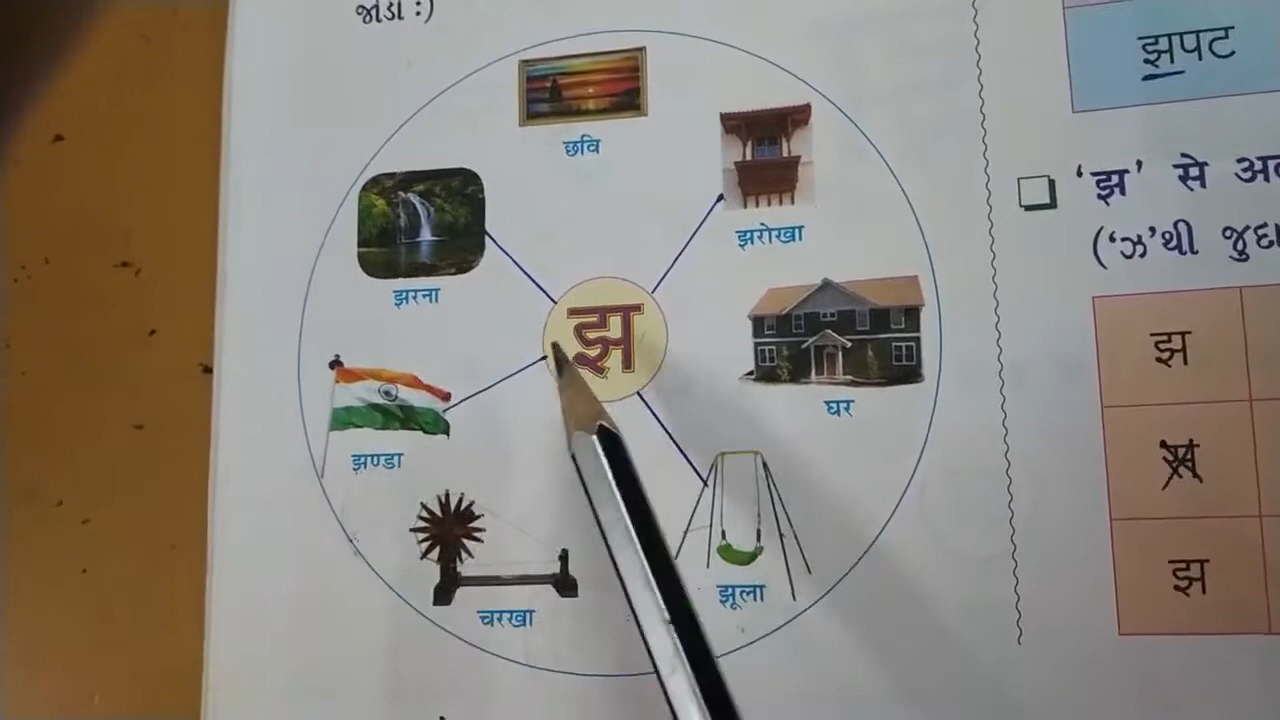 જોડો :)
छवि
झरोखा
झरना
झ
घर
झण्डा
झूला
चरखा
झपट
‘झ’ से
(‘ઝ’થી
झ
झ